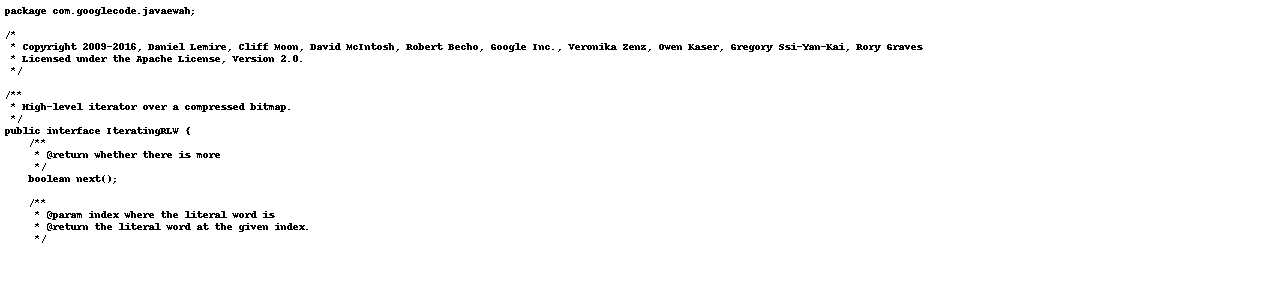 package com.googlecode.javaewah;

/*
 * Copyright 2009-2016, Daniel Lemire, Cliff Moon, David McIntosh, Robert Becho, Google Inc., Veronika Zenz, Owen Kaser, Gregory Ssi-Yan-Kai, Rory Graves
 * Licensed under the Apache License, Version 2.0.
 */

/**
 * High-level iterator over a compressed bitmap.
 */
public interface IteratingRLW {
    /**
     * @return whether there is more
     */
    boolean next();

    /**
     * @param index where the literal word is
     * @return the literal word at the given index.
     */